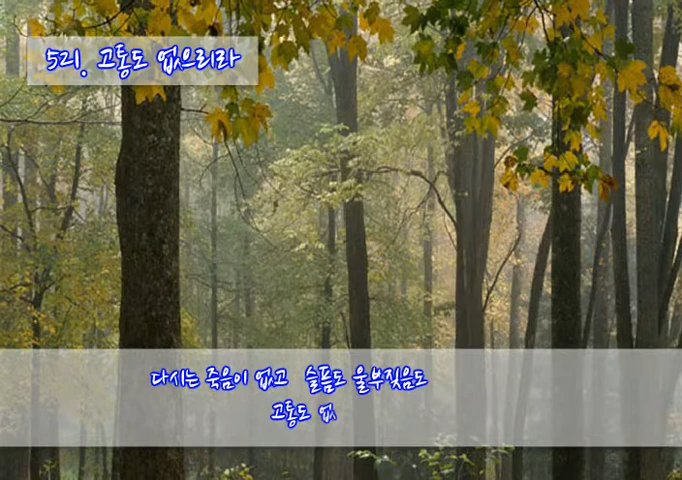 521. 고통도 없으리라
다시는 죽음이 없고 슬픔도 울부짖음도
고통도 없